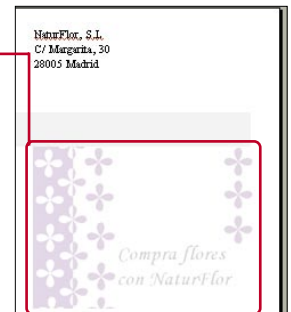 NaturFlor, S.L.
C/ Margarita, 30
28005 Madrid
Compra flores
con NaturFlor